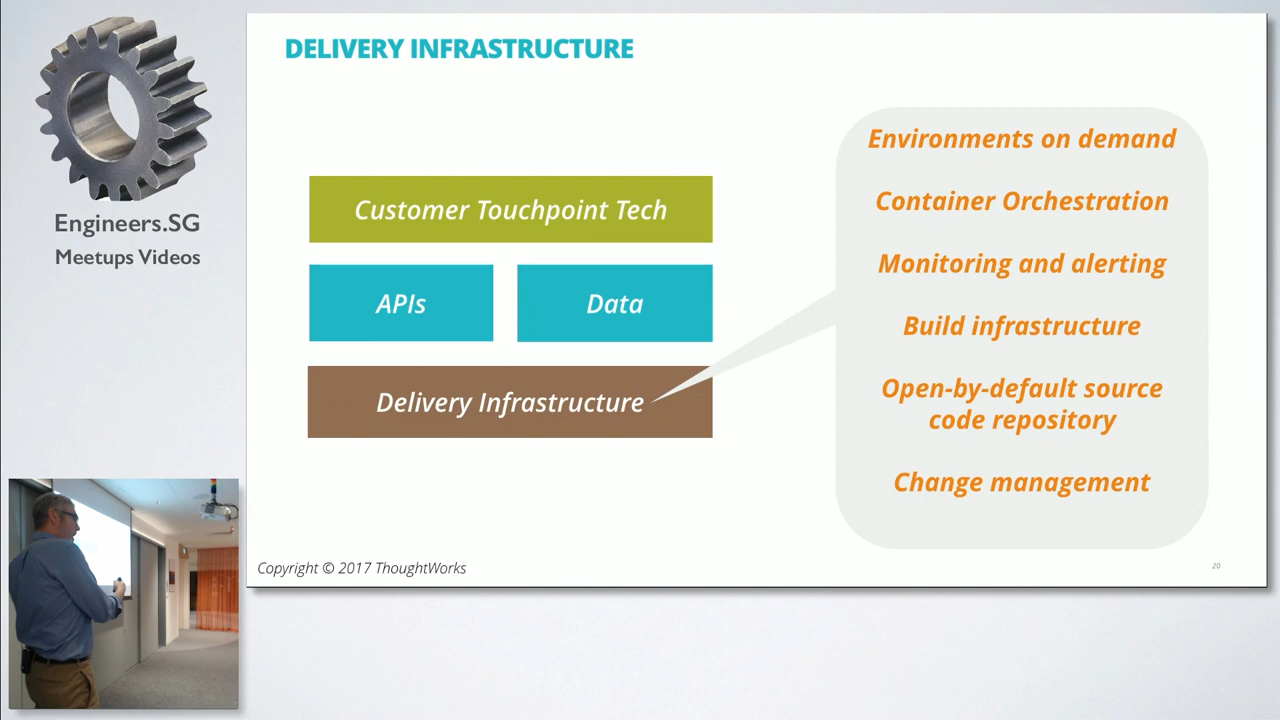 DELIVERY INFRASTRUCTURE
Engineers.SG
Meetups Videos
Customer Touchpoint Tech
APIs
Data
Delivery Infrastructure
Environments on demand
Container Orchestration
Monitoring and alerting
Build infrastructure
Open-by-default source
code repository
Change management
Copyright © 2017 ThoughtWorks
20